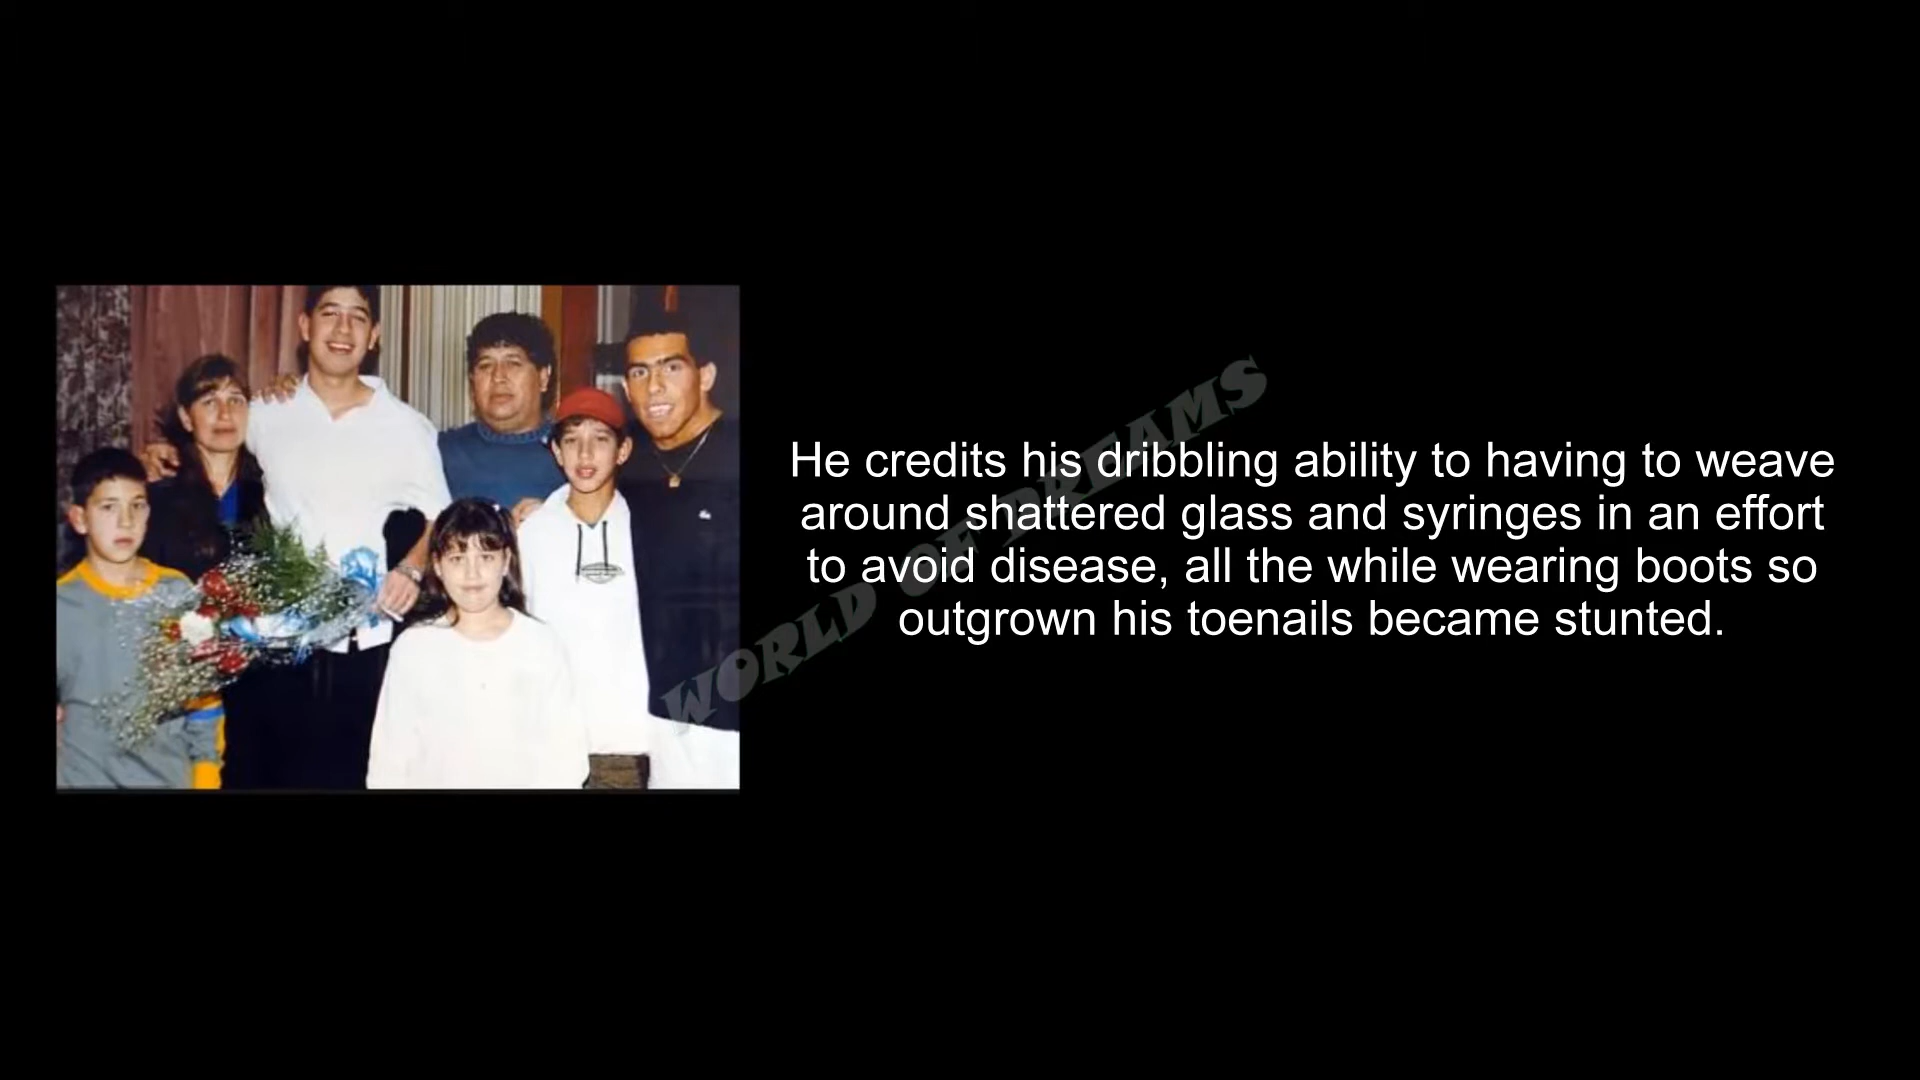 He credits his dribbling ability to having to weave
around shattered glass and syringes in an effort
to avoid disease, all the while wearing boots so
outgrown his toenails became stunted.
WORLD OF DREAMS